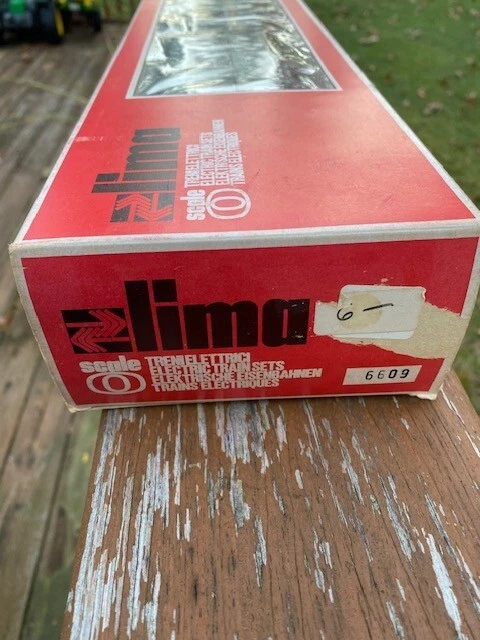 lima
scale
O
TRENI ELETTRICI
ELECTRIC TRAIN SETS
ELEKTRISCHE EISENBAHNEN
TRAINS ELECTRIQUES
lima
scale
O
TRENI ELETTRICI
ELECTRIC TRAIN SETS
ELEKTRISCHE EISENBAHNEN
TRAINS ELECTRIQUES
6609